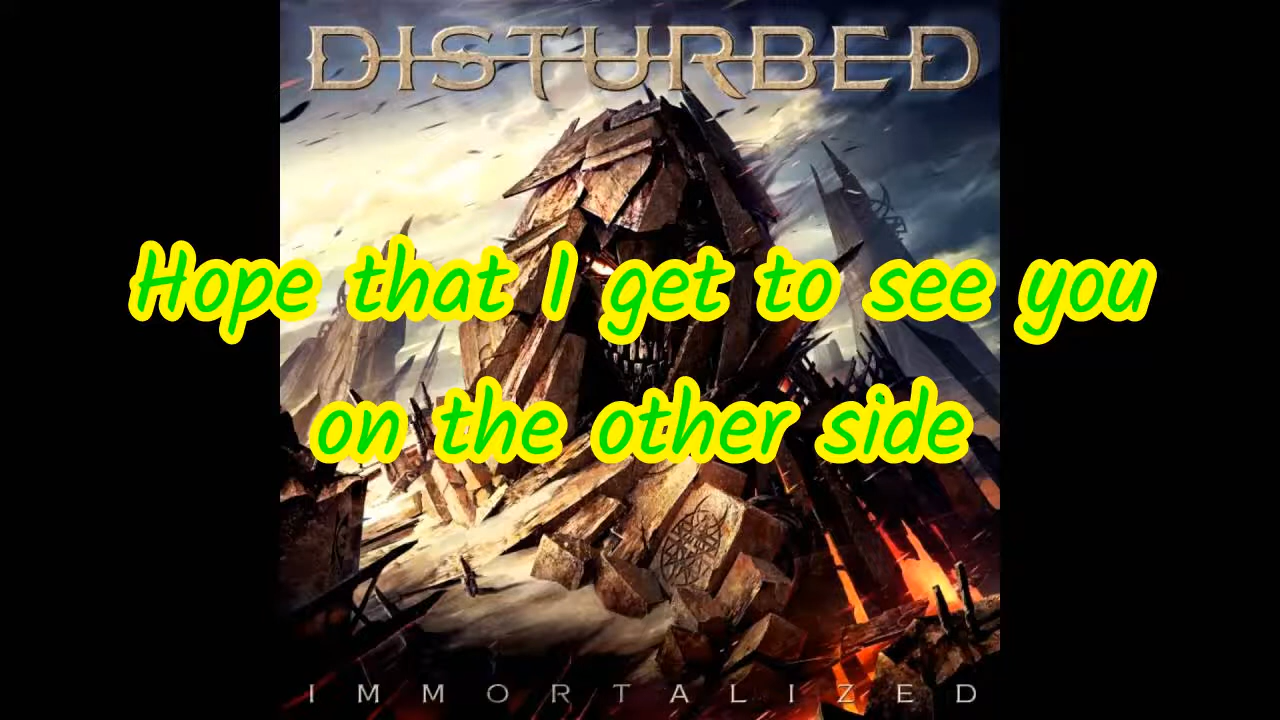 DISTURBED
Hope that I get to see you
on the other side
IMMORTALIZED